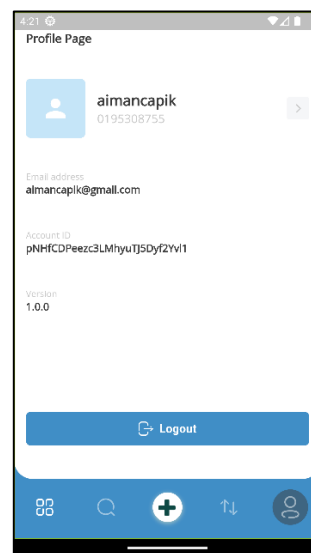 4:21
Profile Page
aimancapik
0195308755
Email address
aimancapik@gmail.com
Account ID
pNHfCDPeezc3LMhyuTJ5Dyf2Yvl1
Version
1.0.0
Logout